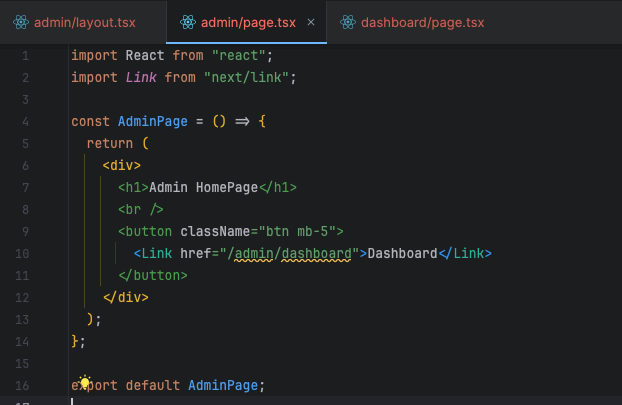 admin/layout.tsx admin/page.tsx × dashboard/page.tsx
1 import React from "react";
2 import Link from "next/link";
3
4 const AdminPage = () => {
5 return (
6 <div>
7 <h1>Admin HomePage</h1>
8 <br />
9 <button className="btn mb-5">
10 <Link href="/admin/dashboard">Dashboard</Link>
11 </button>
12 </div>
13 );
14 };
15
16 export default AdminPage;
17